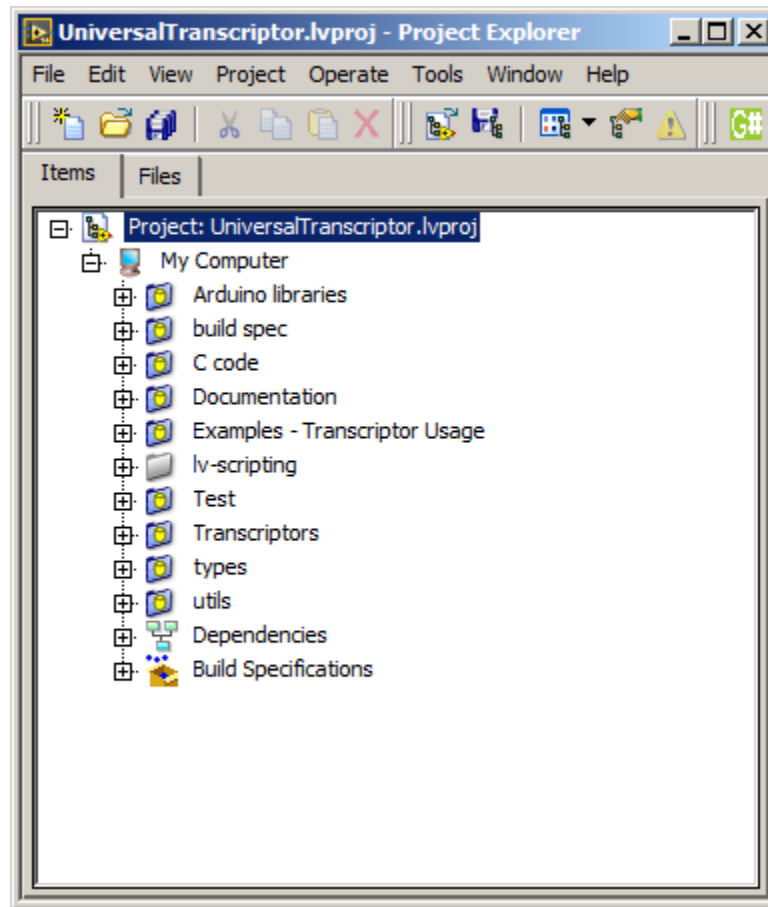 UniversalTranscriptor.lvproj - Project Explorer
File Edit View Project Operate Tools Window Help
G#
Items Files
Project: UniversalTranscriptor.lvproj
My Computer
Arduino libraries
build spec
C code
Documentation
Examples - Transcriptor Usage
lv-scripting
Test
Transcriptors
types
utils
Dependencies
Build Specifications